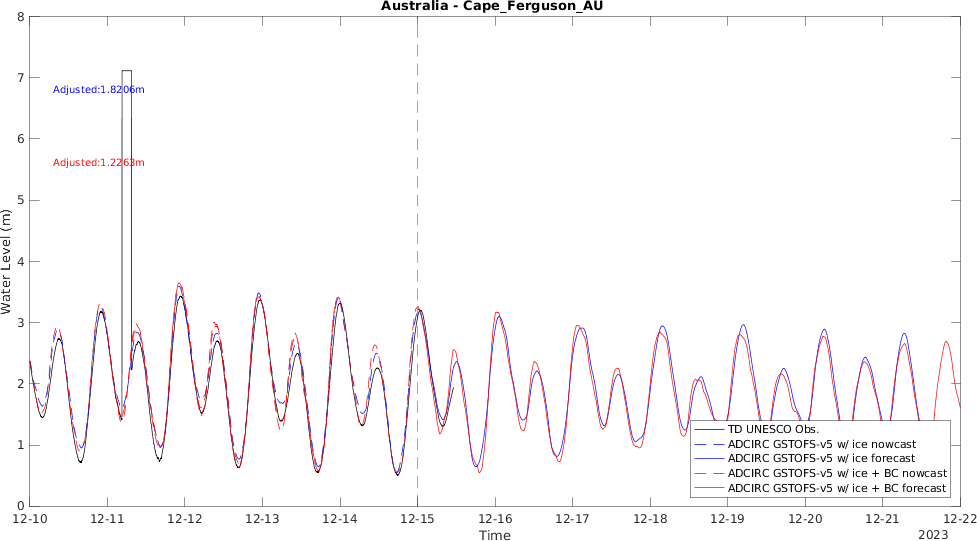 Australia - Cape_Ferguson_AU
8
7
6
5
4
3
2
1
0
Water Level (m)
Adjusted:1.8206m
Adjusted:1.2263m
TD UNESCO Obs.
ADCIRC GSTOFS-v5 w/ ice nowcast
ADCIRC GSTOFS-v5 w/ ice forecast
ADCIRC GSTOFS-v5 w/ ice + BC nowcast
ADCIRC GSTOFS-v5 w/ ice + BC forecast
12-10 12-11 12-12 12-13 12-14 12-15 12-16 12-17 12-18 12-19 12-20 12-21 12-22
Time
2023